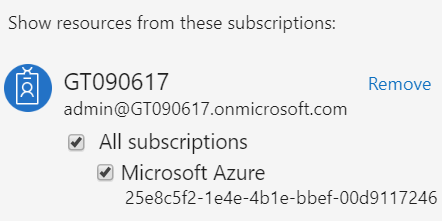 Show resources from these subscriptions:
GT090617 Remove
admin@GT090617.onmicrosoft.com
All subscriptions
Microsoft Azure
25e8c5f2-1e4e-4b1e-bbef-00d9117246